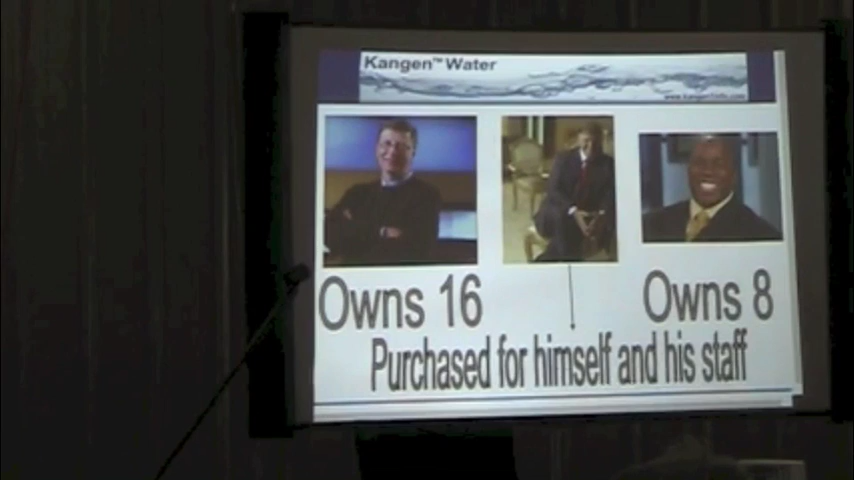 Kangen™ Water
Owns 16
Owns 8
Purchased for himself and his staff